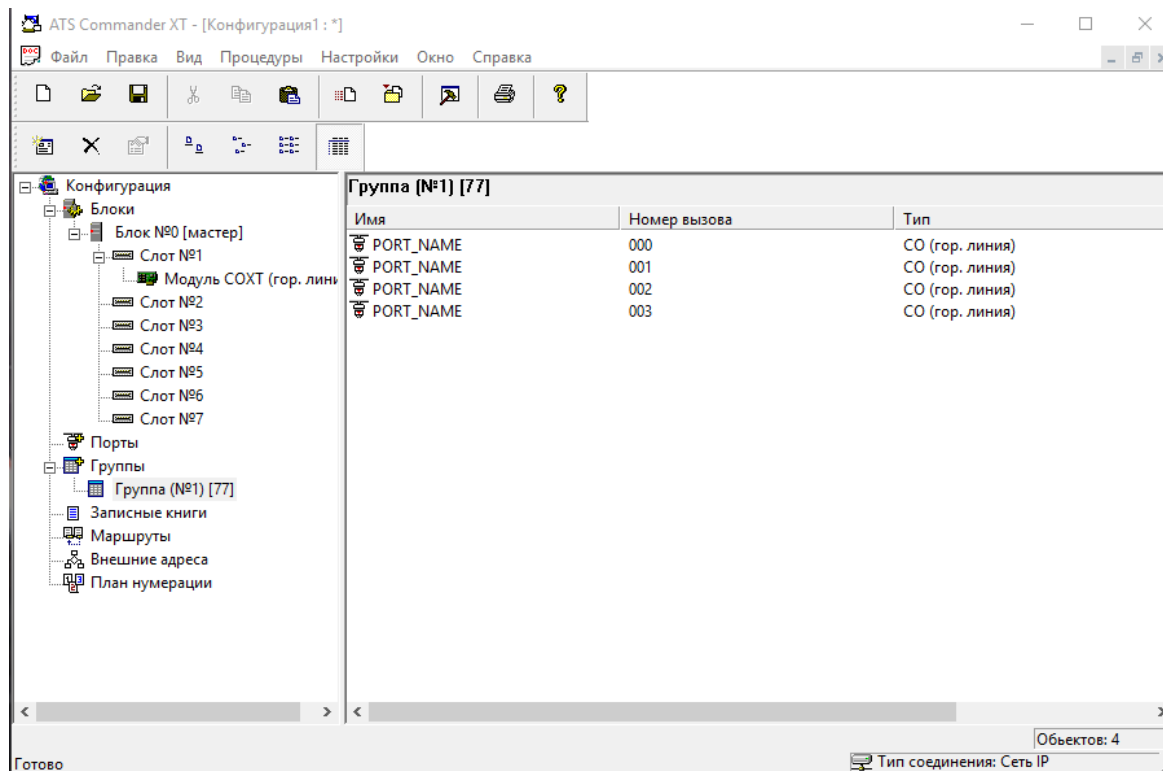 ATS Commander XT - [Конфигурация1 : *]
Файл Правка Вид Процедуры Настройки Окно Справка
Конфигурация
Блоки
Блок №0 [мастер]
Слот №1
Модуль COXT (гор. лини
Слот №2
Слот №3
Слот №4
Слот №5
Слот №6
Слот №7
Порты
Группы
Группа (№1) [77]
Записные книги
Маршруты
Внешние адреса
План нумерации
Группа (№1) [77]
Имя Номер вызова Тип
PORT_NAME 000 CO (гор. линия)
PORT_NAME 001 CO (гор. линия)
PORT_NAME 002 CO (гор. линия)
PORT_NAME 003 CO (гор. линия)
Обьектов: 4
Готово Тип соединения: Сеть IP